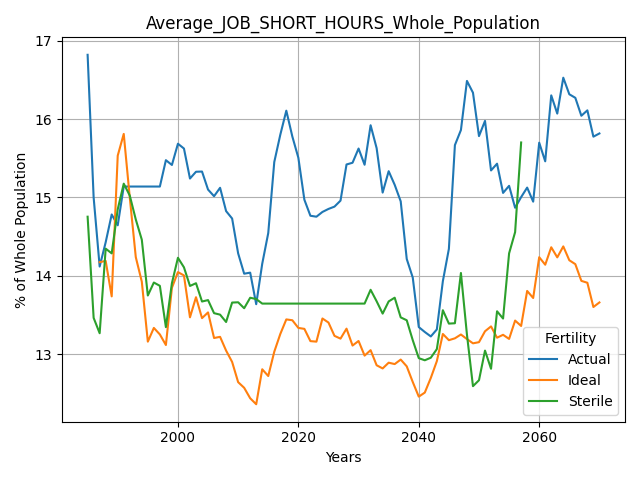 Average_JOB_SHORT_HOURS_Whole_Population
% of Whole Population
17
16
15
14
13
2000
2020
2040
2060
Years
Fertility
Actual
Ideal
Sterile